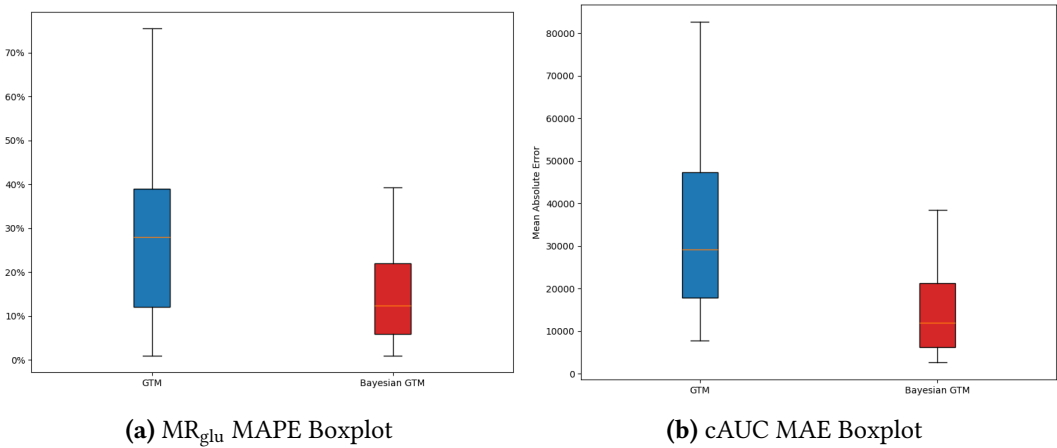 70%
60%
50%
40%
30%
20%
10%
0%
GTM
Bayesian GTM
(a) MRglu MAPE Boxplot
Mean Absolute Error
80000
70000
60000
50000
40000
30000
20000
10000
0
GTM
Bayesian GTM
(b) cAUC MAE Boxplot